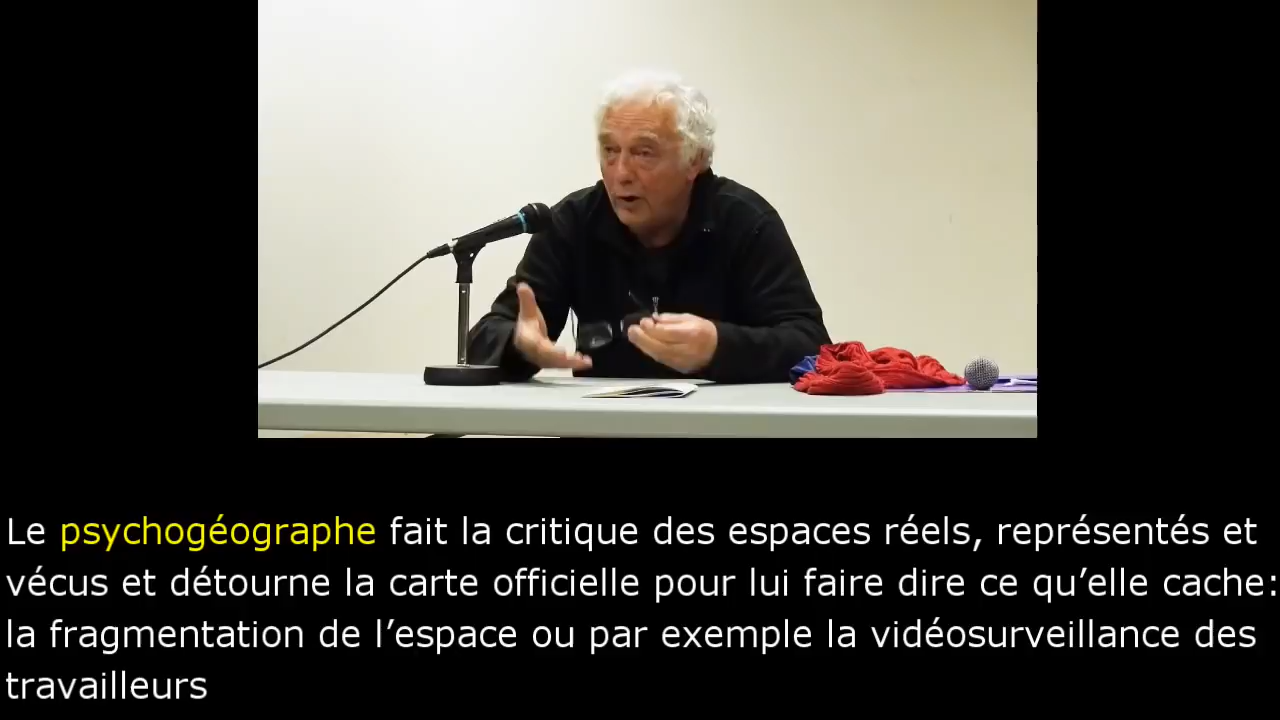 Le psychogéographe fait la critique des espaces réels, représentés et
vécus et détourne la carte officielle pour lui faire dire ce qu’elle cache:
la fragmentation de l’espace ou par exemple la vidéosurveillance des
travailleurs